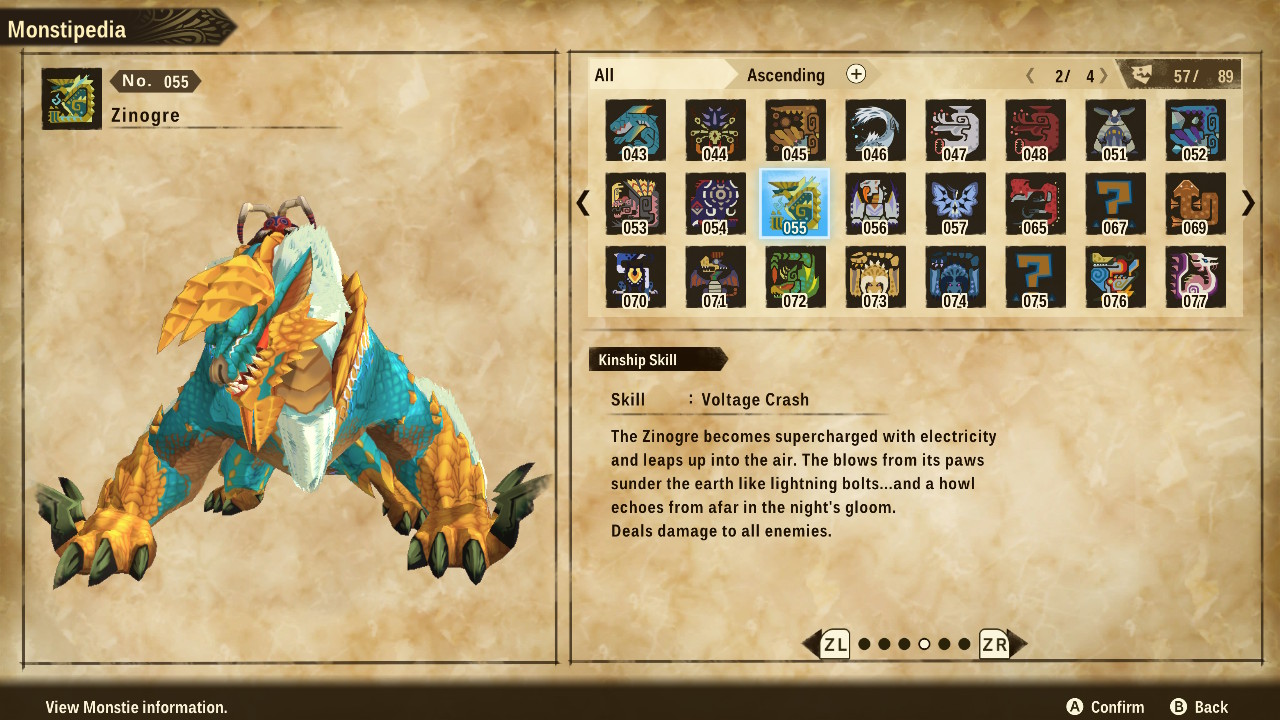 Monstipedia
No. 055
Zinogre
All
Ascending
2/ 4
57/ 89
043 044 045 046 047 048 051 052
053 054 055 056 057 065 067 069
070 071 072 073 074 075 076 077
Kinship Skill
Skill : Voltage Crash
The Zinogre becomes supercharged with electricity
and leaps up into the air. The blows from its paws
sunder the earth like lightning bolts...and a howl
echoes from afar in the night's gloom.
Deals damage to all enemies.
ZL ZR
View Monstie information.
A Confirm B Back